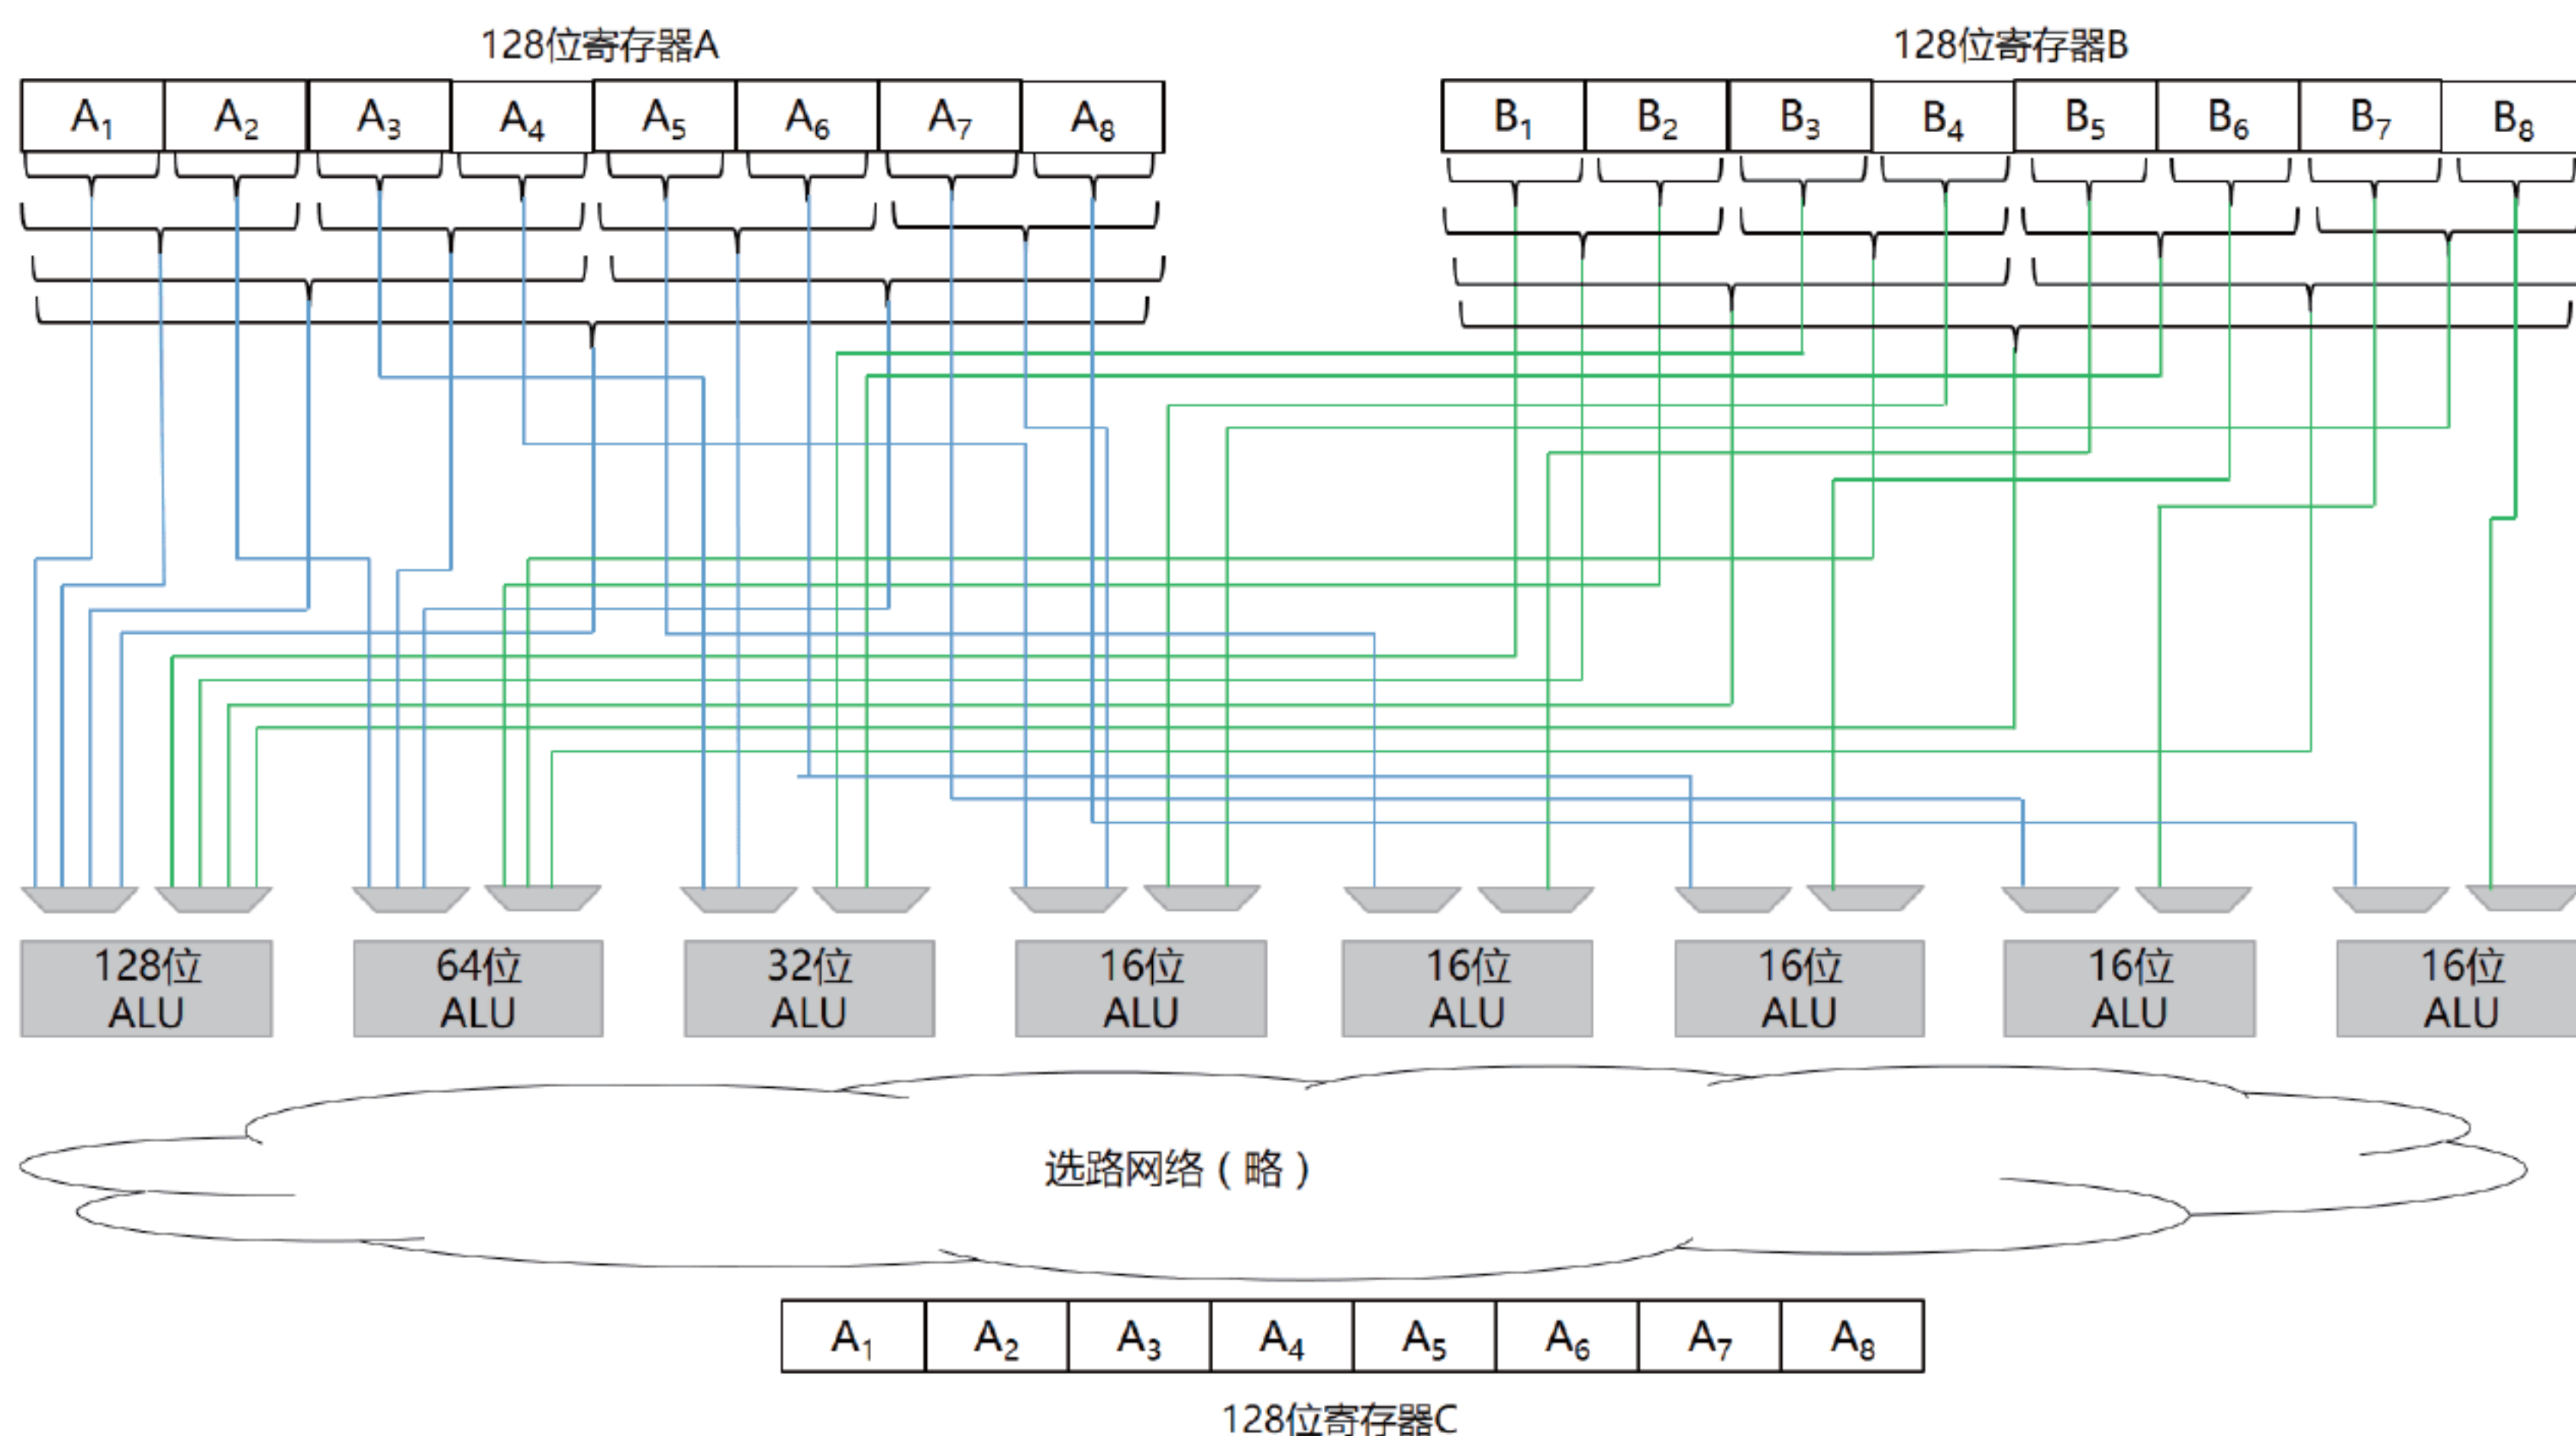 128位寄存器A
128位寄存器B
A₁ A₂ A₃ A₄ A₅ A₆ A₇ A₈
B₁ B₂ B₃ B₄ B₅ B₆ B₇ B₈
128位
ALU
64位
ALU
32位
ALU
16位
ALU
16位
ALU
16位
ALU
16位
ALU
16位
ALU
选路网络（略）
A₁ A₂ A₃ A₄ A₅ A₆ A₇ A₈
128位寄存器C